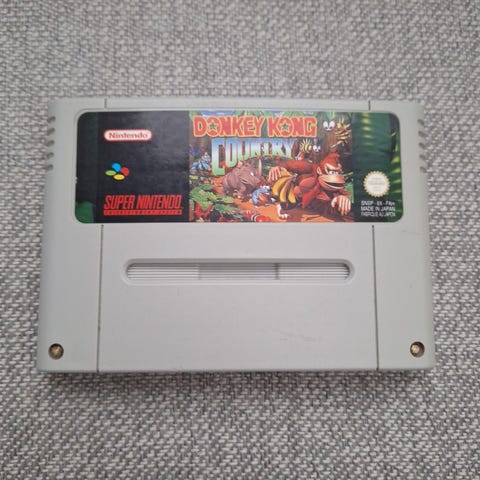 Nintendo
SUPER NINTENDO
ENTERTAINMENT SYSTEM
DONKEY KONG
COUNTRY
MADE IN JAPAN
FABRIQUE AU JAPON